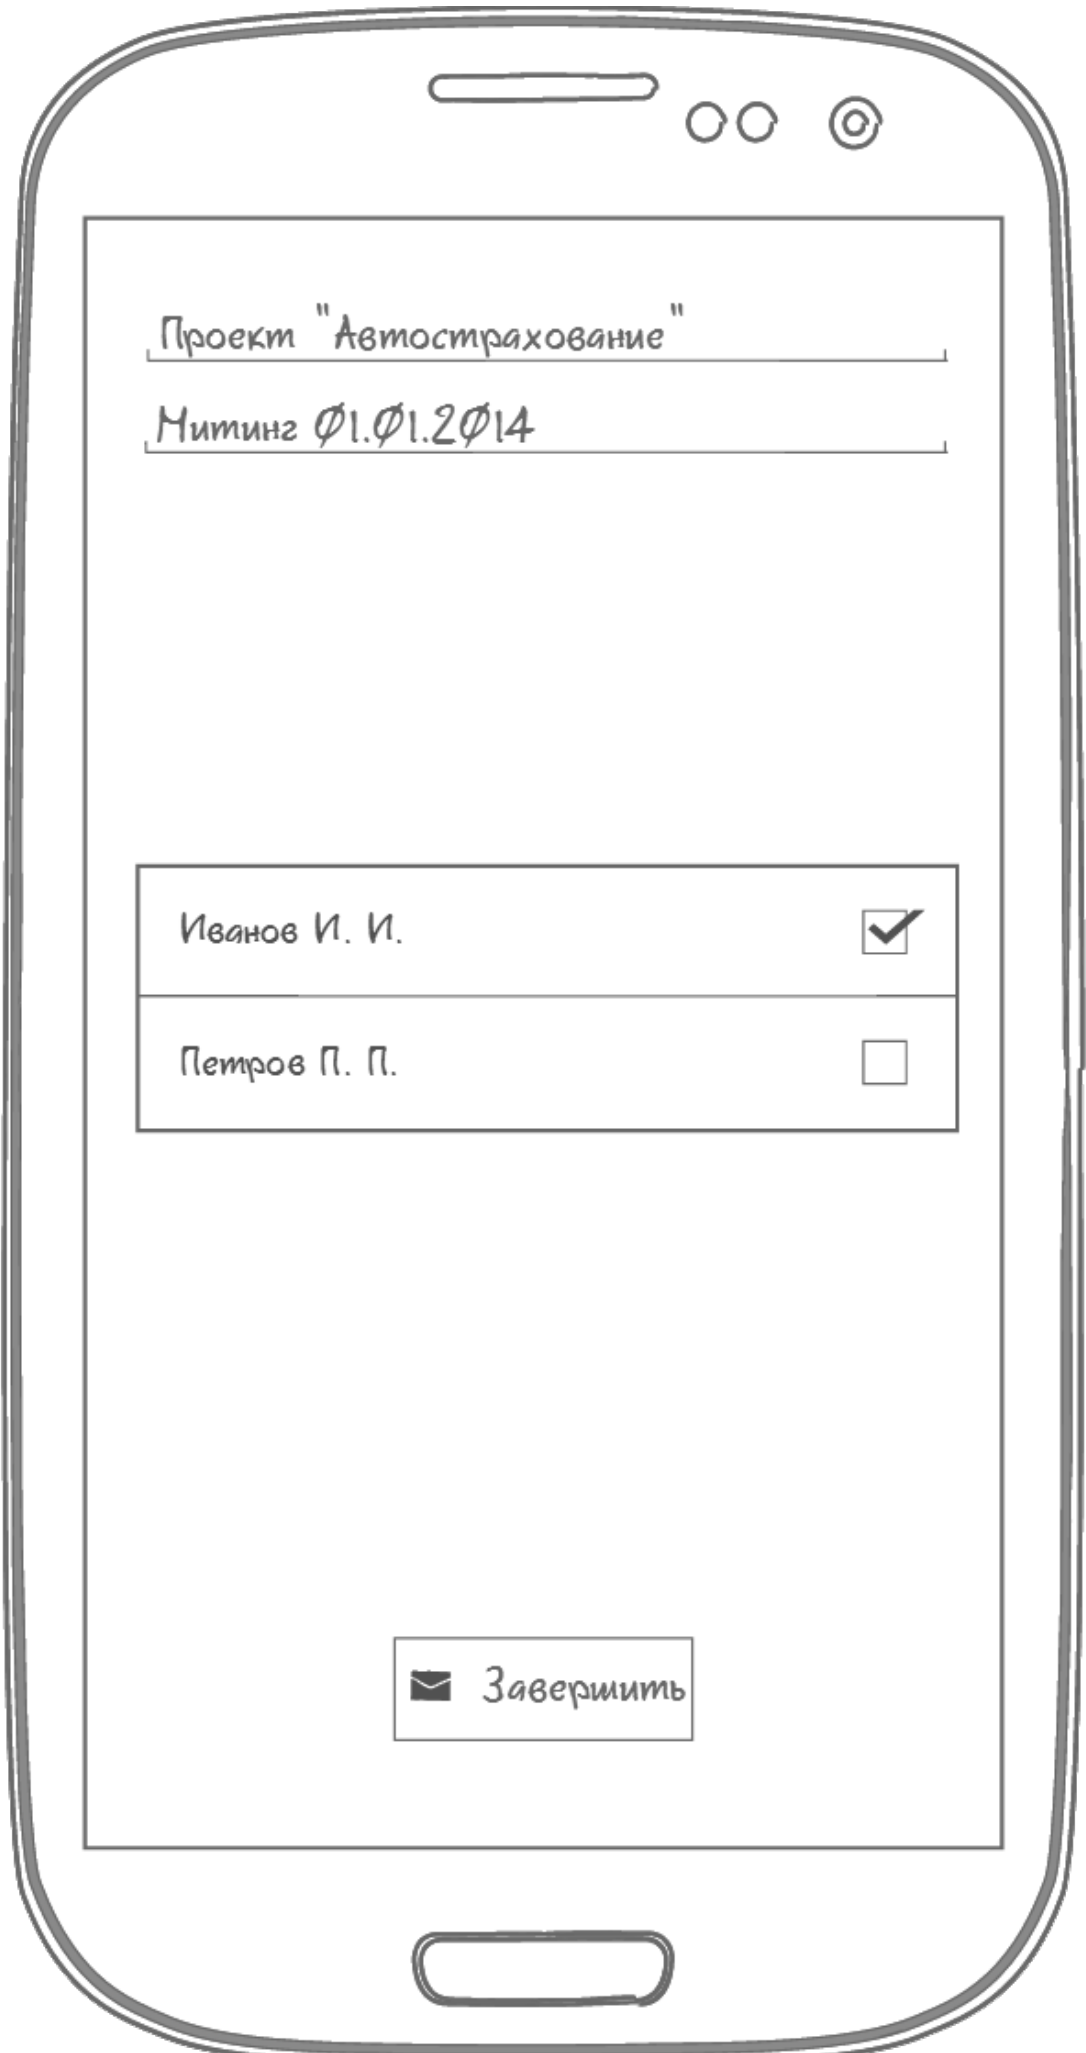 Проект "Автострахование"
Митинг 01.01.2014
Иванов И. И.
Петров П. П.
Завершить